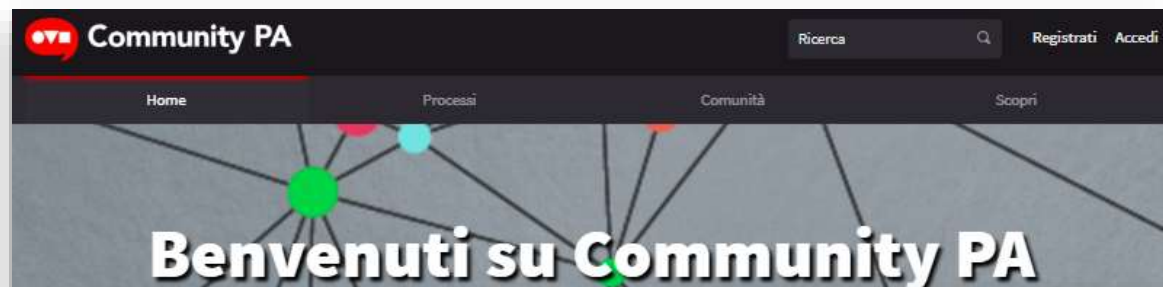 Community PA
Ricerca
Registrati Accedi
Home Processi Comunità Scopri
Benvenuti su Community PA